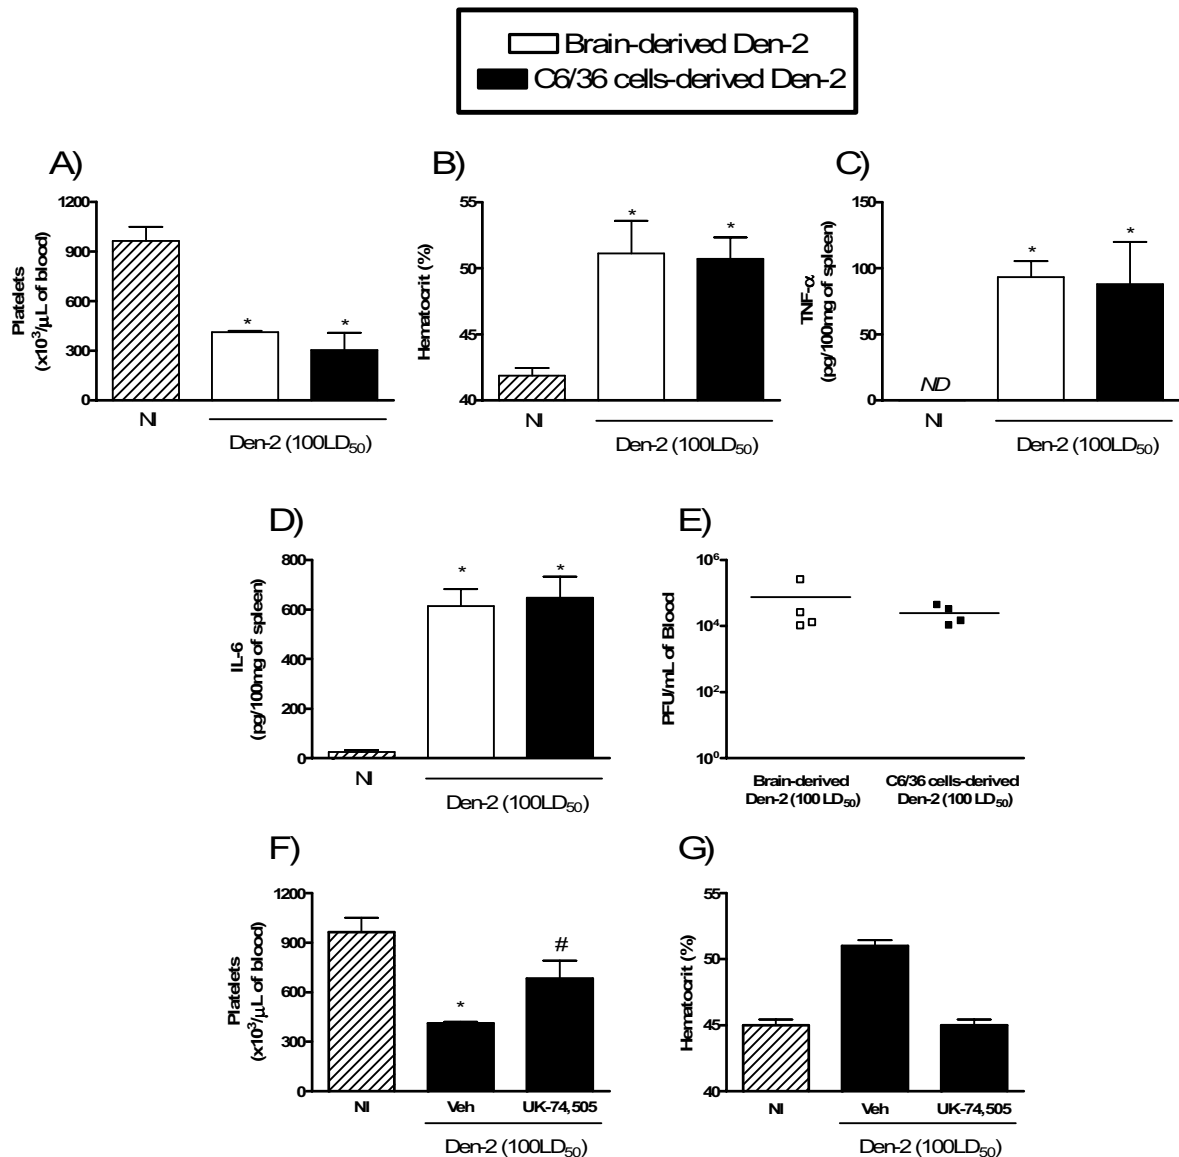 Brain-derived Den-2
C6/36 cells-derived Den-2
A)
Platelets
(x10³/µL of blood)
1200
900
600
300
0
*
*
NI
Den-2 (100LD₅₀)
B)
Hematocrit (%)
55
50
45
40
*
*
NI
Den-2 (100LD₅₀)
C)
TNF-α
(pg/100mg of spleen)
150
100
50
0
ND
*
*
NI
Den-2 (100LD₅₀)
D)
IL-6
(pg/100mg of spleen)
800
600
400
200
0
*
*
NI
Den-2 (100LD₅₀)
E)
PFU/mL of Blood
10⁶
10⁴
10²
10⁰
Brain-derived
Den-2 (100 LD₅₀)
C6/36 cells-derived
Den-2 (100 LD₅₀)
F)
Platelets
(x10³/µL of blood)
1200
900
600
300
0
*
#
NI
Veh
UK-74,505
Den-2 (100LD₅₀)
G)
Hematocrit (%)
55
50
45
40
NI
Veh
UK-74,505
Den-2 (100LD₅₀)